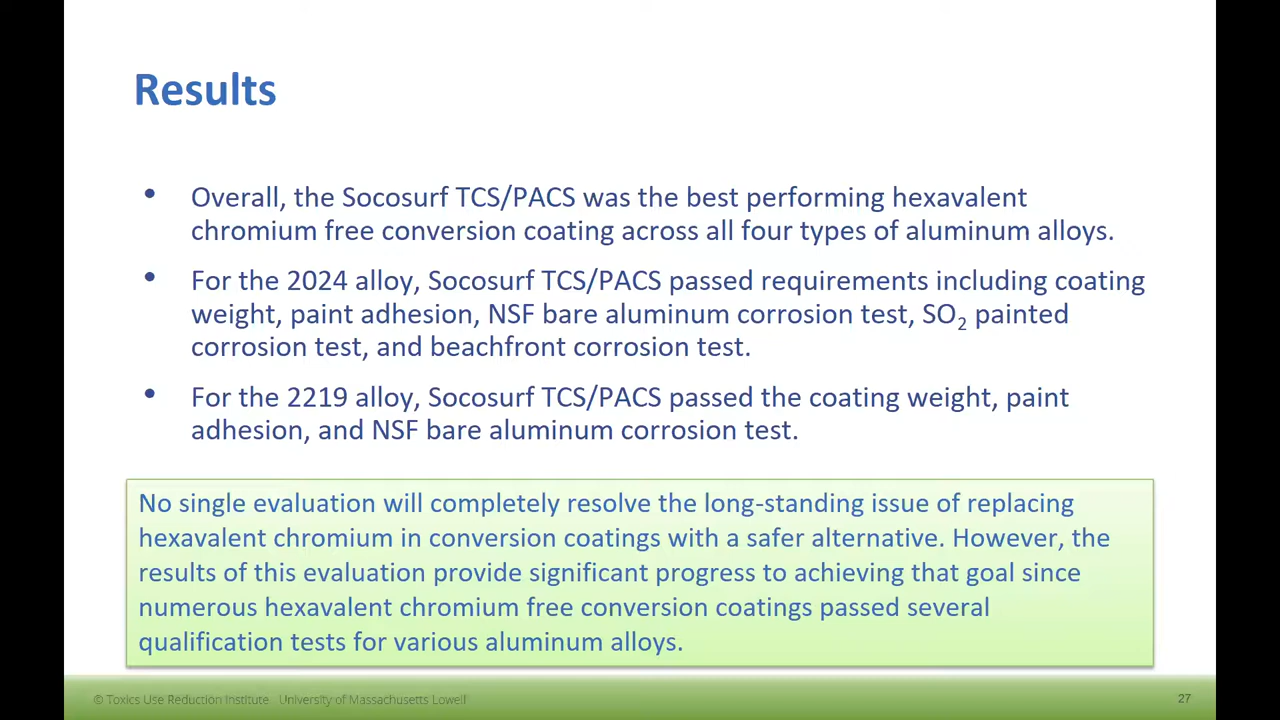 Results
• Overall, the Socosurf TCS/PACS was the best performing hexavalent
chromium free conversion coating across all four types of aluminum alloys.
• For the 2024 alloy, Socosurf TCS/PACS passed requirements including coating
weight, paint adhesion, NSF bare aluminum corrosion test, SO₂ painted
corrosion test, and beachfront corrosion test.
• For the 2219 alloy, Socosurf TCS/PACS passed the coating weight, paint
adhesion, and NSF bare aluminum corrosion test.
No single evaluation will completely resolve the long-standing issue of replacing
hexavalent chromium in conversion coatings with a safer alternative. However, the
results of this evaluation provide significant progress to achieving that goal since
numerous hexavalent chromium free conversion coatings passed several
qualification tests for various aluminum alloys.
© Toxics Use Reduction Institute University of Massachusetts Lowell
27